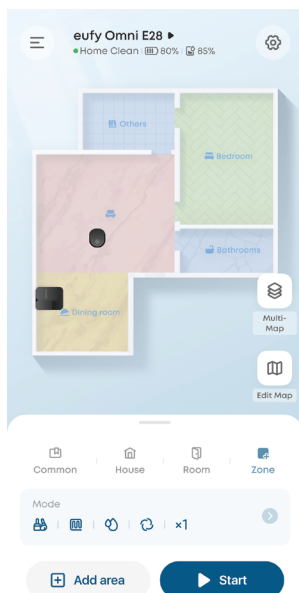 eufy Omni E28
Home Clean 80% 85%
Others
Bedroom
Bathrooms
Dining room
Multi-
Map
Edit Map
Common House Room Zone
Mode
×1
Add area Start